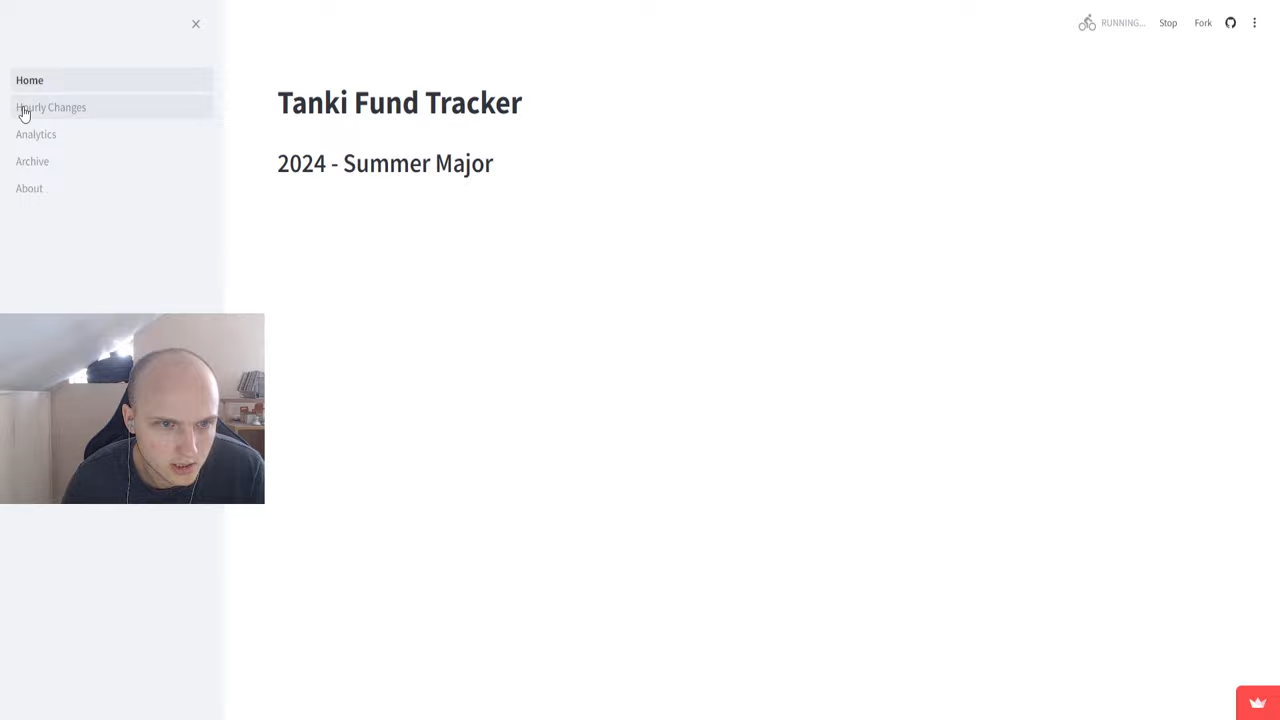 RUNNING...
Stop
Fork
Home
Hourly Changes
Analytics
Archive
About
Tanki Fund Tracker
2024 - Summer Major